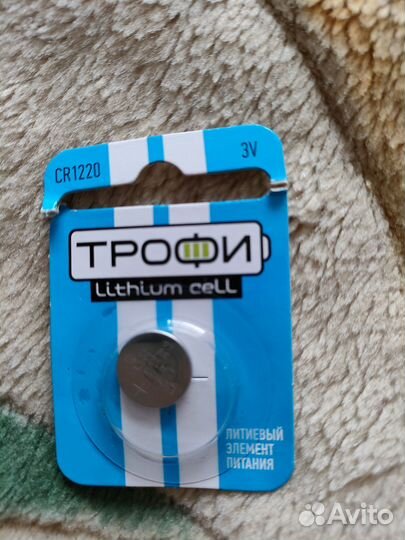 CR1220
3V
ТРОФИ
Lithium cell
ЛИТИЕВЫЙ
ЭЛЕМЕНТ
ПИТАНИЯ
Avito